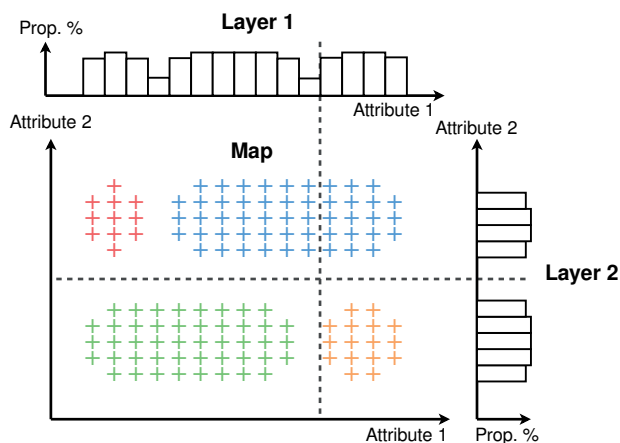 Layer 1
Prop. %
Attribute 1
Attribute 2
Attribute 2
Map
Layer 2
Attribute 1
Prop. %